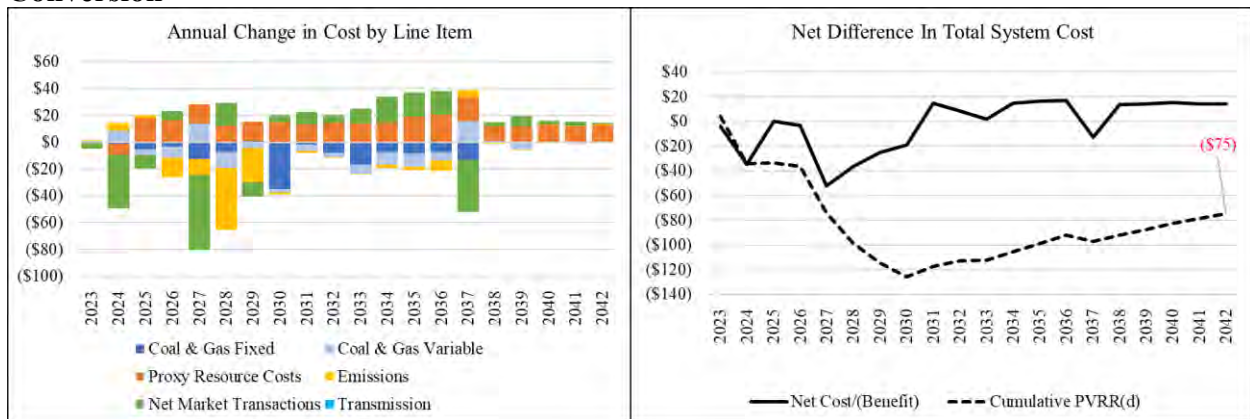 Conversion
Annual Change in Cost by Line Item
$60
$40
$20
$0
($20)
($40)
($60)
($80)
($100)
2023 2024 2025 2026 2027 2028 2029 2030 2031 2032 2033 2034 2035 2036 2037 2038 2039 2040 2041 2042
Coal & Gas Fixed Coal & Gas Variable
Proxy Resource Costs Emissions
Net Market Transactions Transmission
Net Difference In Total System Cost
$40
$20
$0
($20)
($40)
($60)
($80)
($100)
($120)
($140)
($75)
2023 2024 2025 2026 2027 2028 2029 2030 2031 2032 2033 2034 2035 2036 2037 2038 2039 2040 2041 2042
Net Cost/(Benefit) Cumulative PVRR(d)